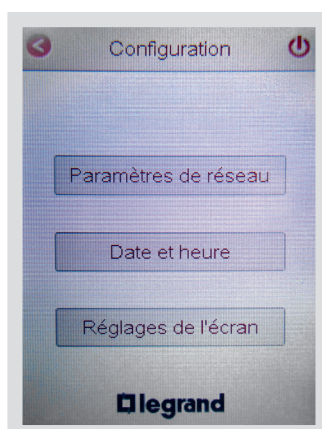 Configuration
Paramètres de réseau
Date et heure
Réglages de l'écran
legrand